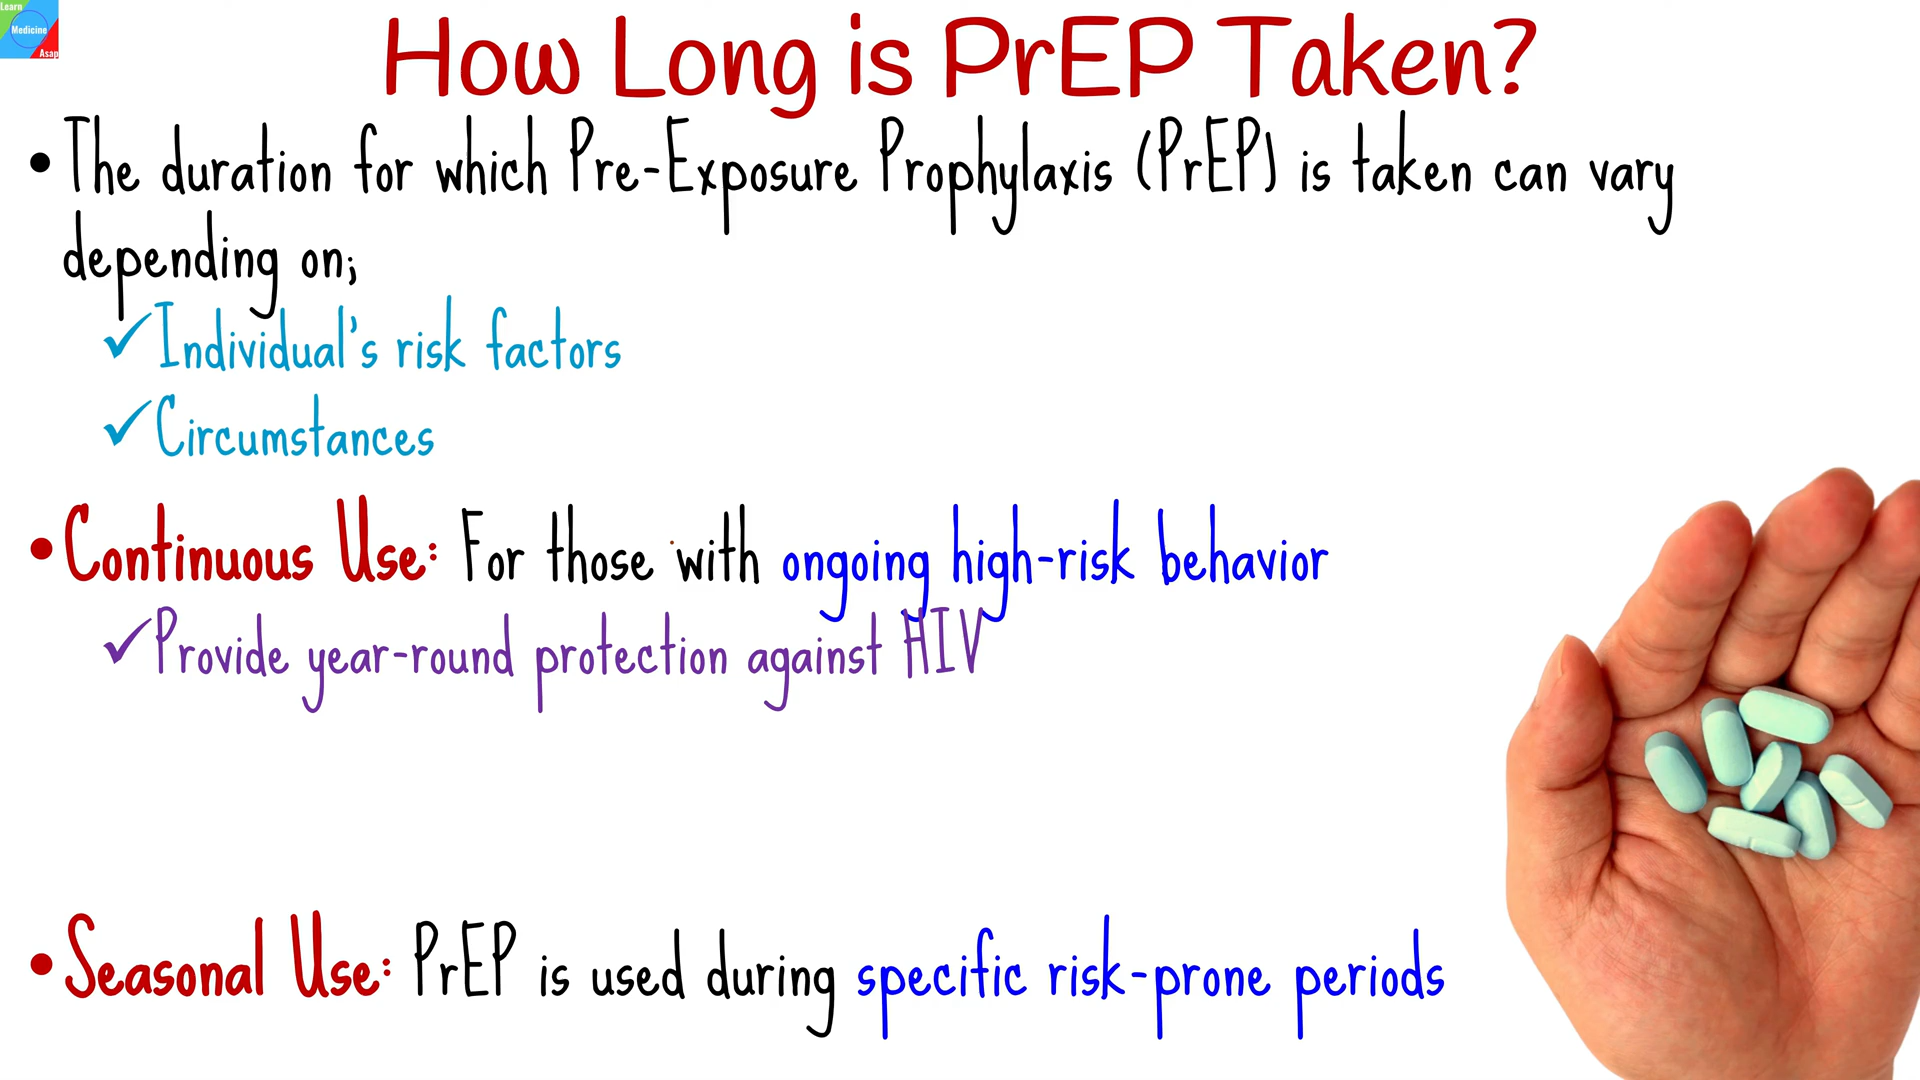 Learn
Medicine
Asap
How Long is PrEP Taken?
• The duration for which Pre-Exposure Prophylaxis (PrEP) is taken can vary
depending on;
✓ Individual's risk factors
✓ Circumstances
• Continuous Use: For those with ongoing high-risk behavior
✓ Provide year-round protection against HIV
• Seasonal Use: PrEP is used during specific risk-prone periods